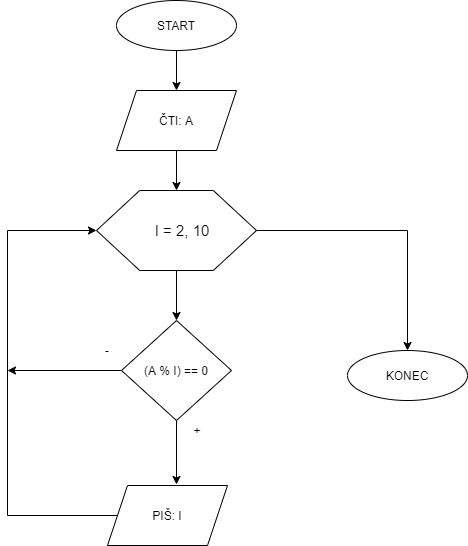 START
ČTI: A
I = 2, 10
(A % I) == 0
-
+
PIŠ: I
KONEC